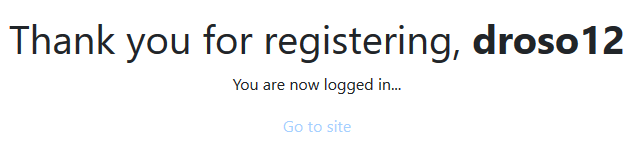 Thank you for registering, droso12
You are now logged in...
Go to site